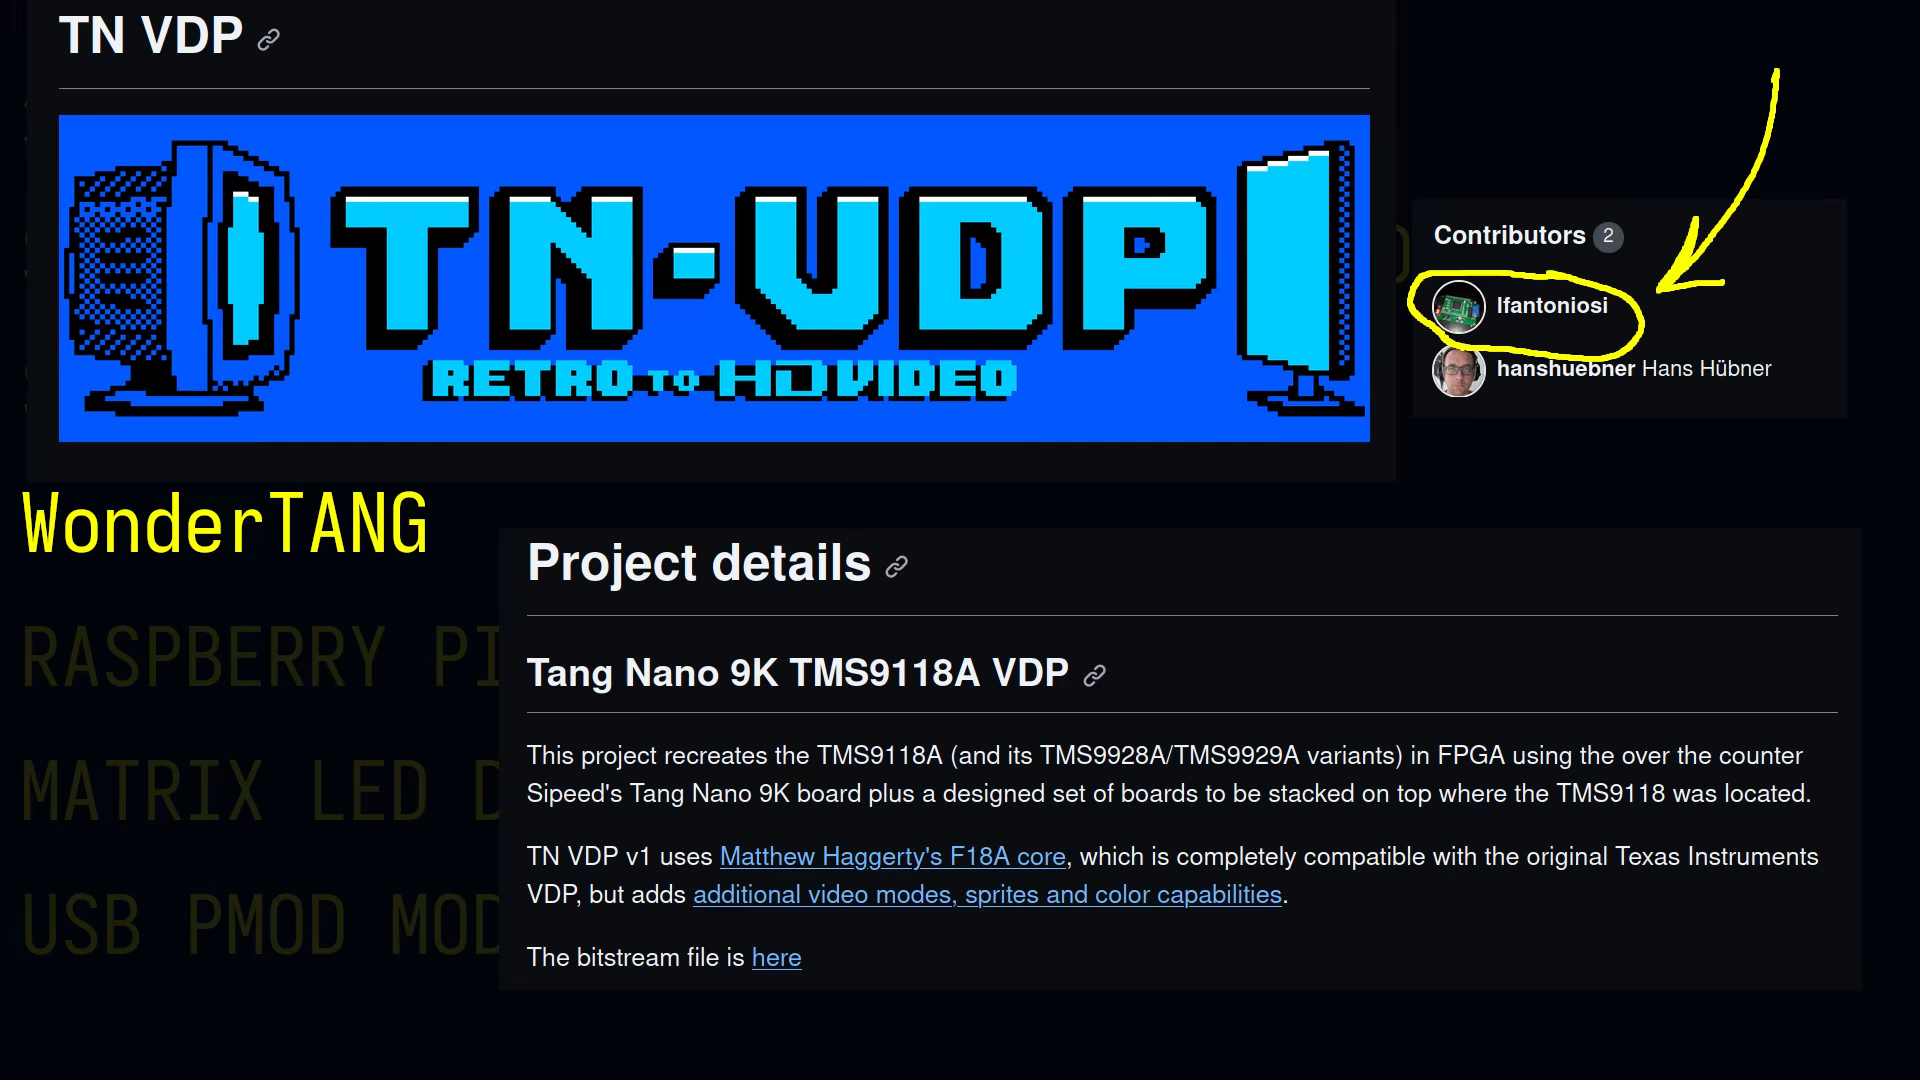 TN VDP
TN-VDP
RETRO TO HD VIDEO
Contributors 2
lfantoniosi
hanshuebner Hans Hübner
WonderTANG
Project details
RASPBERRY PI
Tang Nano 9K TMS9118A VDP
This project recreates the TMS9118A (and its TMS9928A/TMS9929A variants) in FPGA using the over the counter
MATRIX LED
Sipeed's Tang Nano 9K board plus a designed set of boards to be stacked on top where the TMS9118 was located.
TN VDP v1 uses Matthew Haggerty's F18A core, which is completely compatible with the original Texas Instruments
VDP, but adds additional video modes, sprites and color capabilities.
USB PMOD MOD
The bitstream file is here